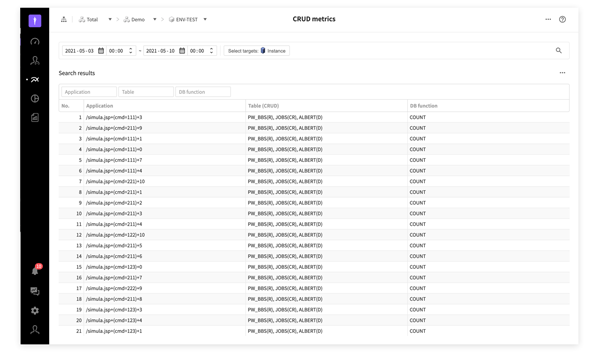 Total
Demo
ENV-TEST
CRUD metrics
2021 - 05 - 03 00 : 00 ~ 2021 - 05 - 10 00 : 00 Select targets: Instance
Search results
Application Table DB function
No. Application Table (CRUD) DB function
1 /simula.jsp+(cmd=111)+3 PW_BBS(R), JOBS(CR), ALBERT(D) COUNT
2 /simula.jsp+(cmd=211)+9 PW_BBS(R), JOBS(CR), ALBERT(D) COUNT
3 /simula.jsp+(cmd=111)+1 PW_BBS(R), JOBS(CR), ALBERT(D) COUNT
4 /simula.jsp+(cmd=111)+0 PW_BBS(R), JOBS(CR), ALBERT(D) COUNT
5 /simula.jsp+(cmd=111)+7 PW_BBS(R), JOBS(CR), ALBERT(D) COUNT
6 /simula.jsp+(cmd=111)+4 PW_BBS(R), JOBS(CR), ALBERT(D) COUNT
7 /simula.jsp+(cmd=221)+10 PW_BBS(R), JOBS(CR), ALBERT(D) COUNT
8 /simula.jsp+(cmd=211)+1 PW_BBS(R), JOBS(CR), ALBERT(D) COUNT
9 /simula.jsp+(cmd=211)+2 PW_BBS(R), JOBS(CR), ALBERT(D) COUNT
10 /simula.jsp+(cmd=211)+3 PW_BBS(R), JOBS(CR), ALBERT(D) COUNT
11 /simula.jsp+(cmd=211)+4 PW_BBS(R), JOBS(CR), ALBERT(D) COUNT
12 /simula.jsp+(cmd=122)+10 PW_BBS(R), JOBS(CR), ALBERT(D) COUNT
13 /simula.jsp+(cmd=211)+5 PW_BBS(R), JOBS(CR), ALBERT(D) COUNT
14 /simula.jsp+(cmd=211)+6 PW_BBS(R), JOBS(CR), ALBERT(D) COUNT
15 /simula.jsp+(cmd=123)+0 PW_BBS(R), JOBS(CR), ALBERT(D) COUNT
16 /simula.jsp+(cmd=211)+7 PW_BBS(R), JOBS(CR), ALBERT(D) COUNT
17 /simula.jsp+(cmd=222)+9 PW_BBS(R), JOBS(CR), ALBERT(D) COUNT
18 /simula.jsp+(cmd=211)+8 PW_BBS(R), JOBS(CR), ALBERT(D) COUNT
19 /simula.jsp+(cmd=123)+3 PW_BBS(R), JOBS(CR), ALBERT(D) COUNT
20 /simula.jsp+(cmd=123)+4 PW_BBS(R), JOBS(CR), ALBERT(D) COUNT
21 /simula.jsp+(cmd=123)+1 PW_BBS(R), JOBS(CR), ALBERT(D) COUNT